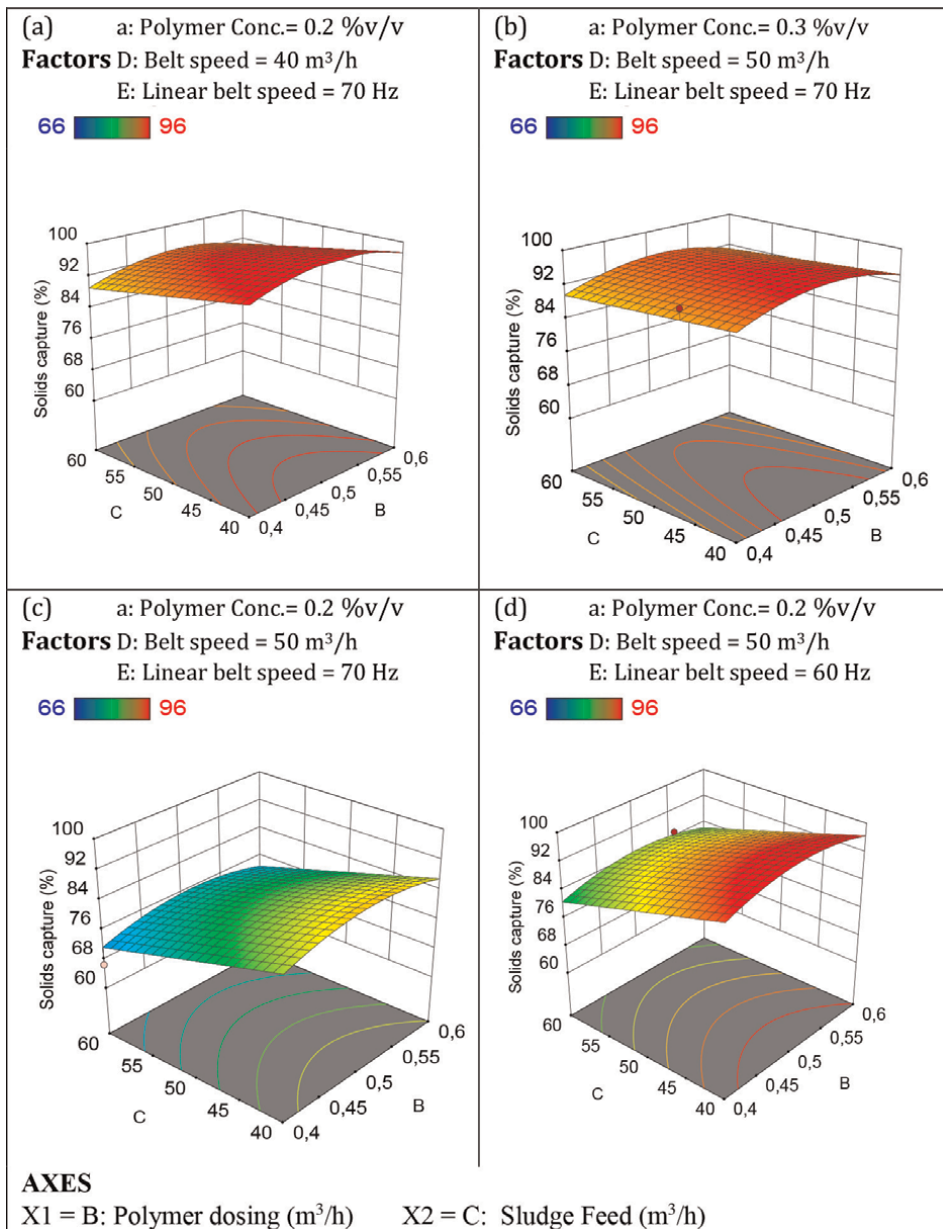 (a) a: Polymer Conc.= 0.2 %v/v
Factors D: Belt speed = 40 m³/h
E: Linear belt speed = 70 Hz
66 96
Solids capture (%)
100
92
84
76
68
60
60
55
50
45
40
C
0,4
0,45
0,5
0,55
0,6
B
(b) a: Polymer Conc.= 0.3 %v/v
Factors D: Belt speed = 50 m³/h
E: Linear belt speed = 70 Hz
66 96
Solids capture (%)
100
92
84
76
68
60
60
55
50
45
40
C
0,4
0,45
0,5
0,55
0,6
B
(c) a: Polymer Conc.= 0.2 %v/v
Factors D: Belt speed = 50 m³/h
E: Linear belt speed = 70 Hz
66 96
Solids capture (%)
100
92
84
76
68
60
60
55
50
45
40
C
0,4
0,45
0,5
0,55
0,6
B
(d) a: Polymer Conc.= 0.2 %v/v
Factors D: Belt speed = 50 m³/h
E: Linear belt speed = 60 Hz
66 96
Solids capture (%)
100
92
84
76
68
60
60
55
50
45
40
C
0,4
0,45
0,5
0,55
0,6
B
AXES
X1 = B: Polymer dosing (m³/h) X2 = C: Sludge Feed (m³/h)